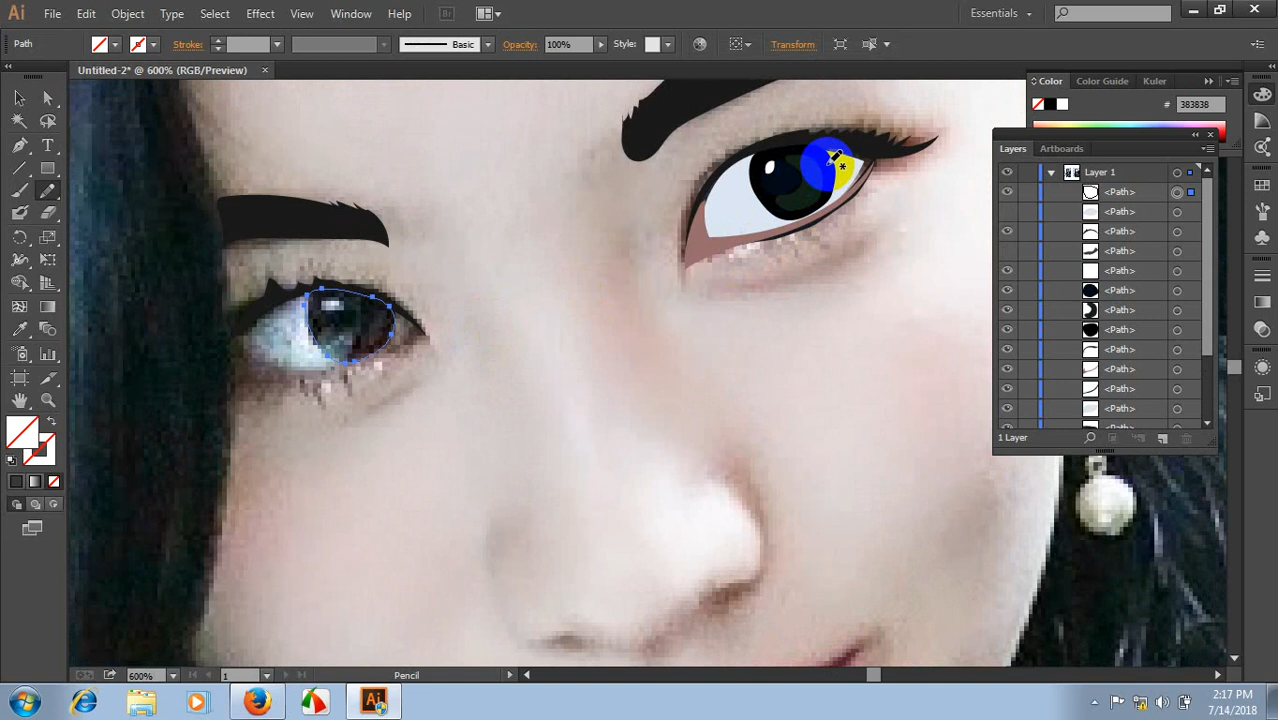 Ai File Edit Object Type Select Effect View Window Help Br Essentials
Path Stroke: Basic Opacity: 100% Style: Transform
Untitled-2* @ 600% (RGB/Preview)
Color Color Guide Kuler
# 383838
Layers Artboards
Layer 1
<Path>
<Path>
<Path>
<Path>
<Path>
<Path>
<Path>
<Path>
<Path>
<Path>
<Path>
<Path>
1 Layer
600% 1 Pencil
Ai 2:17 PM
7/14/2018